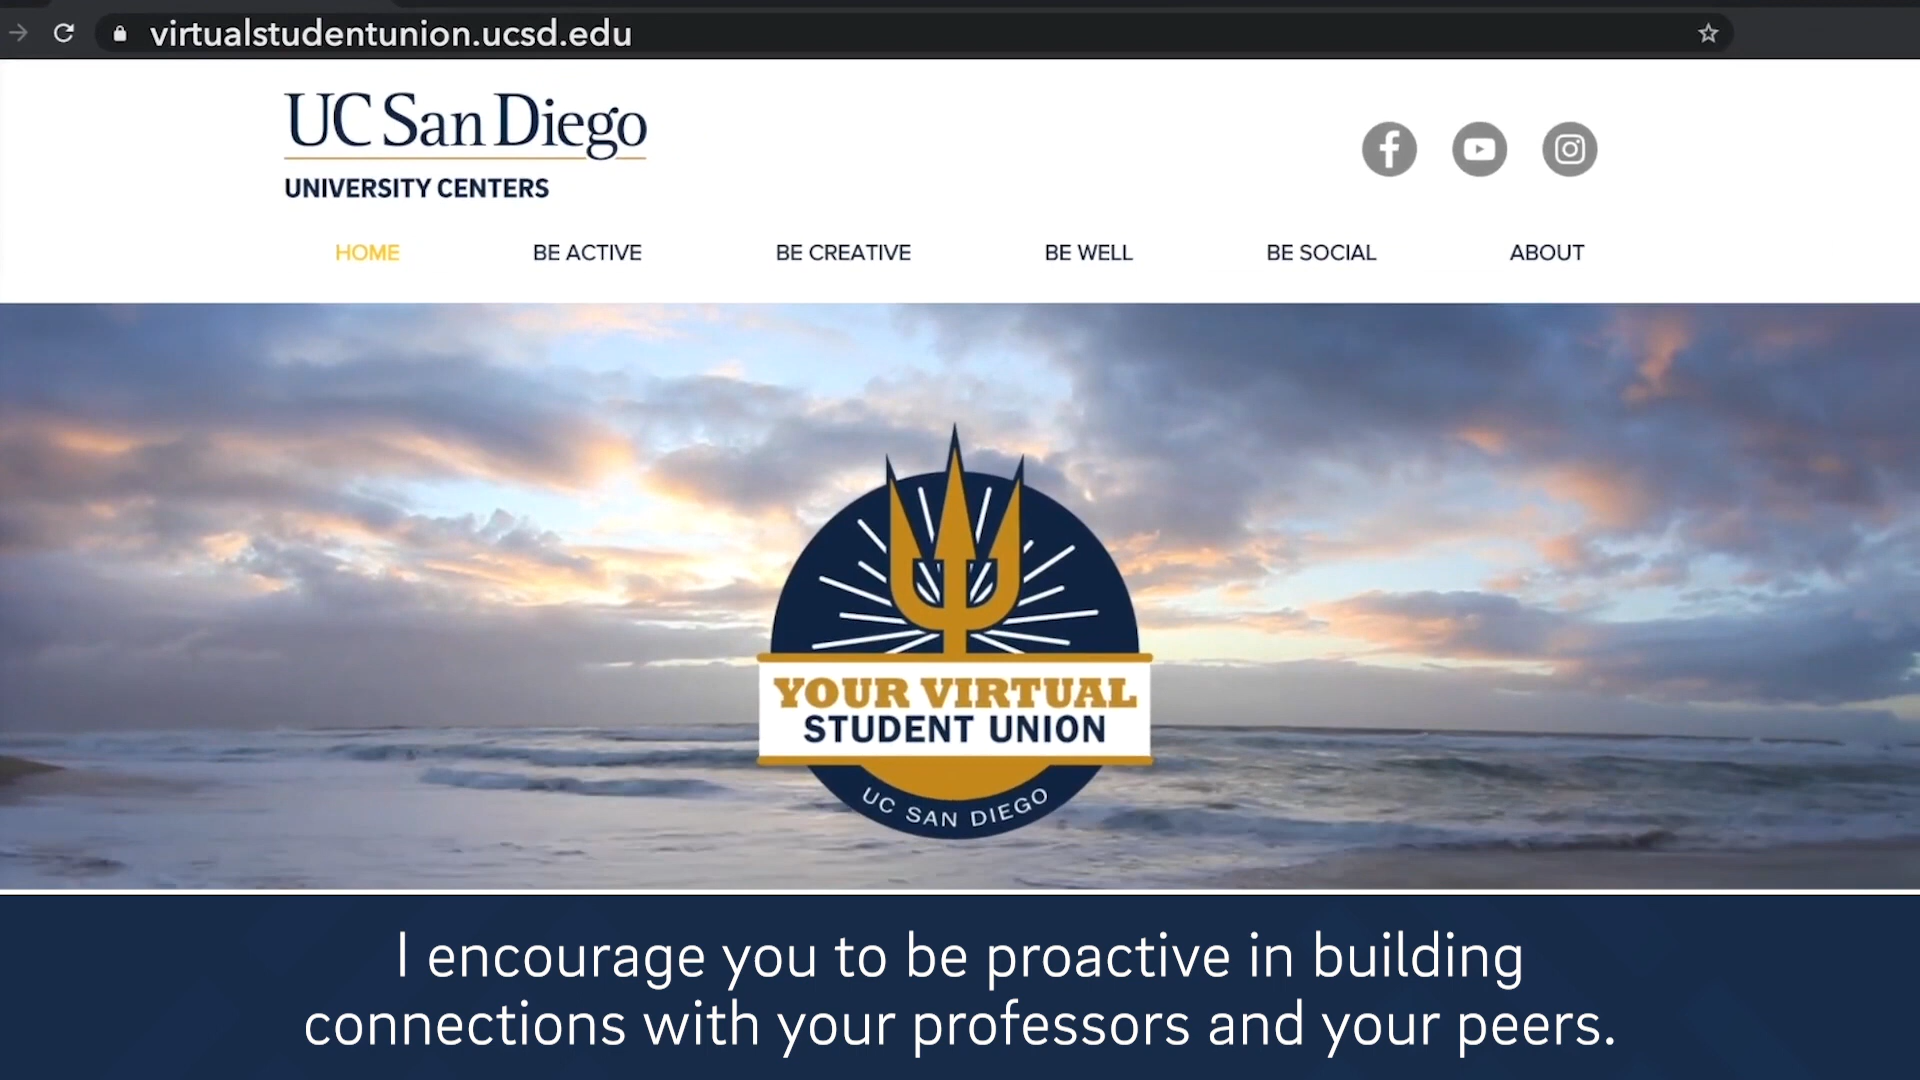 virtualstudentunion.ucsd.edu
UC San Diego
UNIVERSITY CENTERS
HOME BE ACTIVE BE CREATIVE BE WELL BE SOCIAL ABOUT
YOUR VIRTUAL
STUDENT UNION
UC SAN DIEGO
I encourage you to be proactive in building
connections with your professors and your peers.